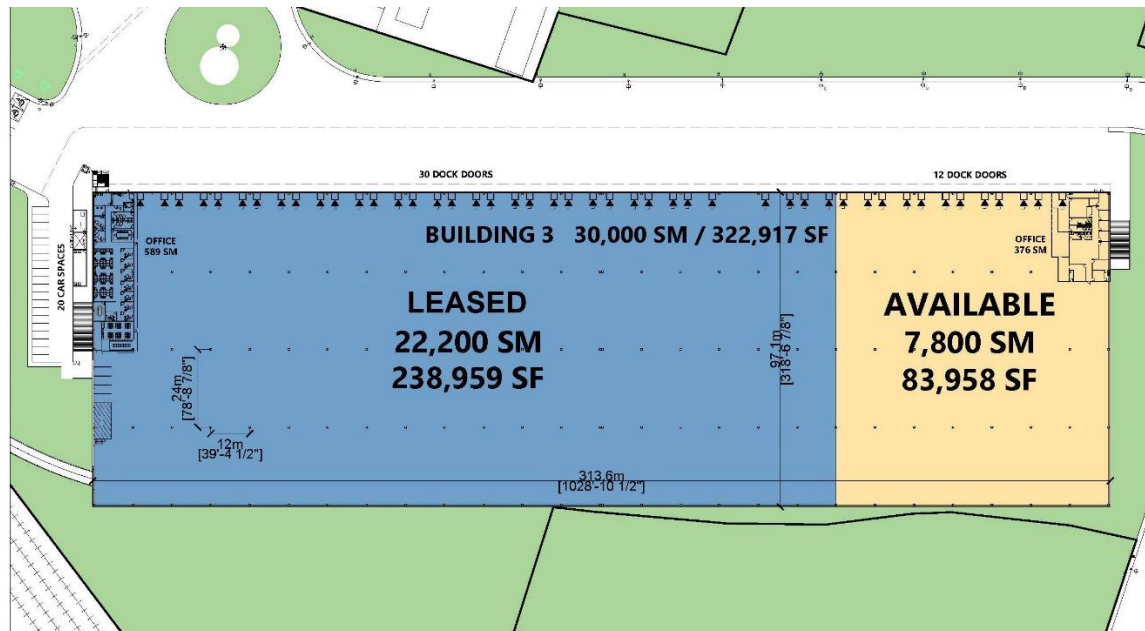 30 DOCK DOORS
12 DOCK DOORS
BUILDING 3 30,000 SM / 322,917 SF
OFFICE
589 SM
OFFICE
376 SM
20 CAR SPACES
LEASED
22,200 SM
238,959 SF
AVAILABLE
7,800 SM
83,958 SF
97.1m
[318'-6 7/8"]
24m
[78'-8 7/8"]
12m
[39'-4 1/2"]
313.6m
[1028'-10 1/2"]